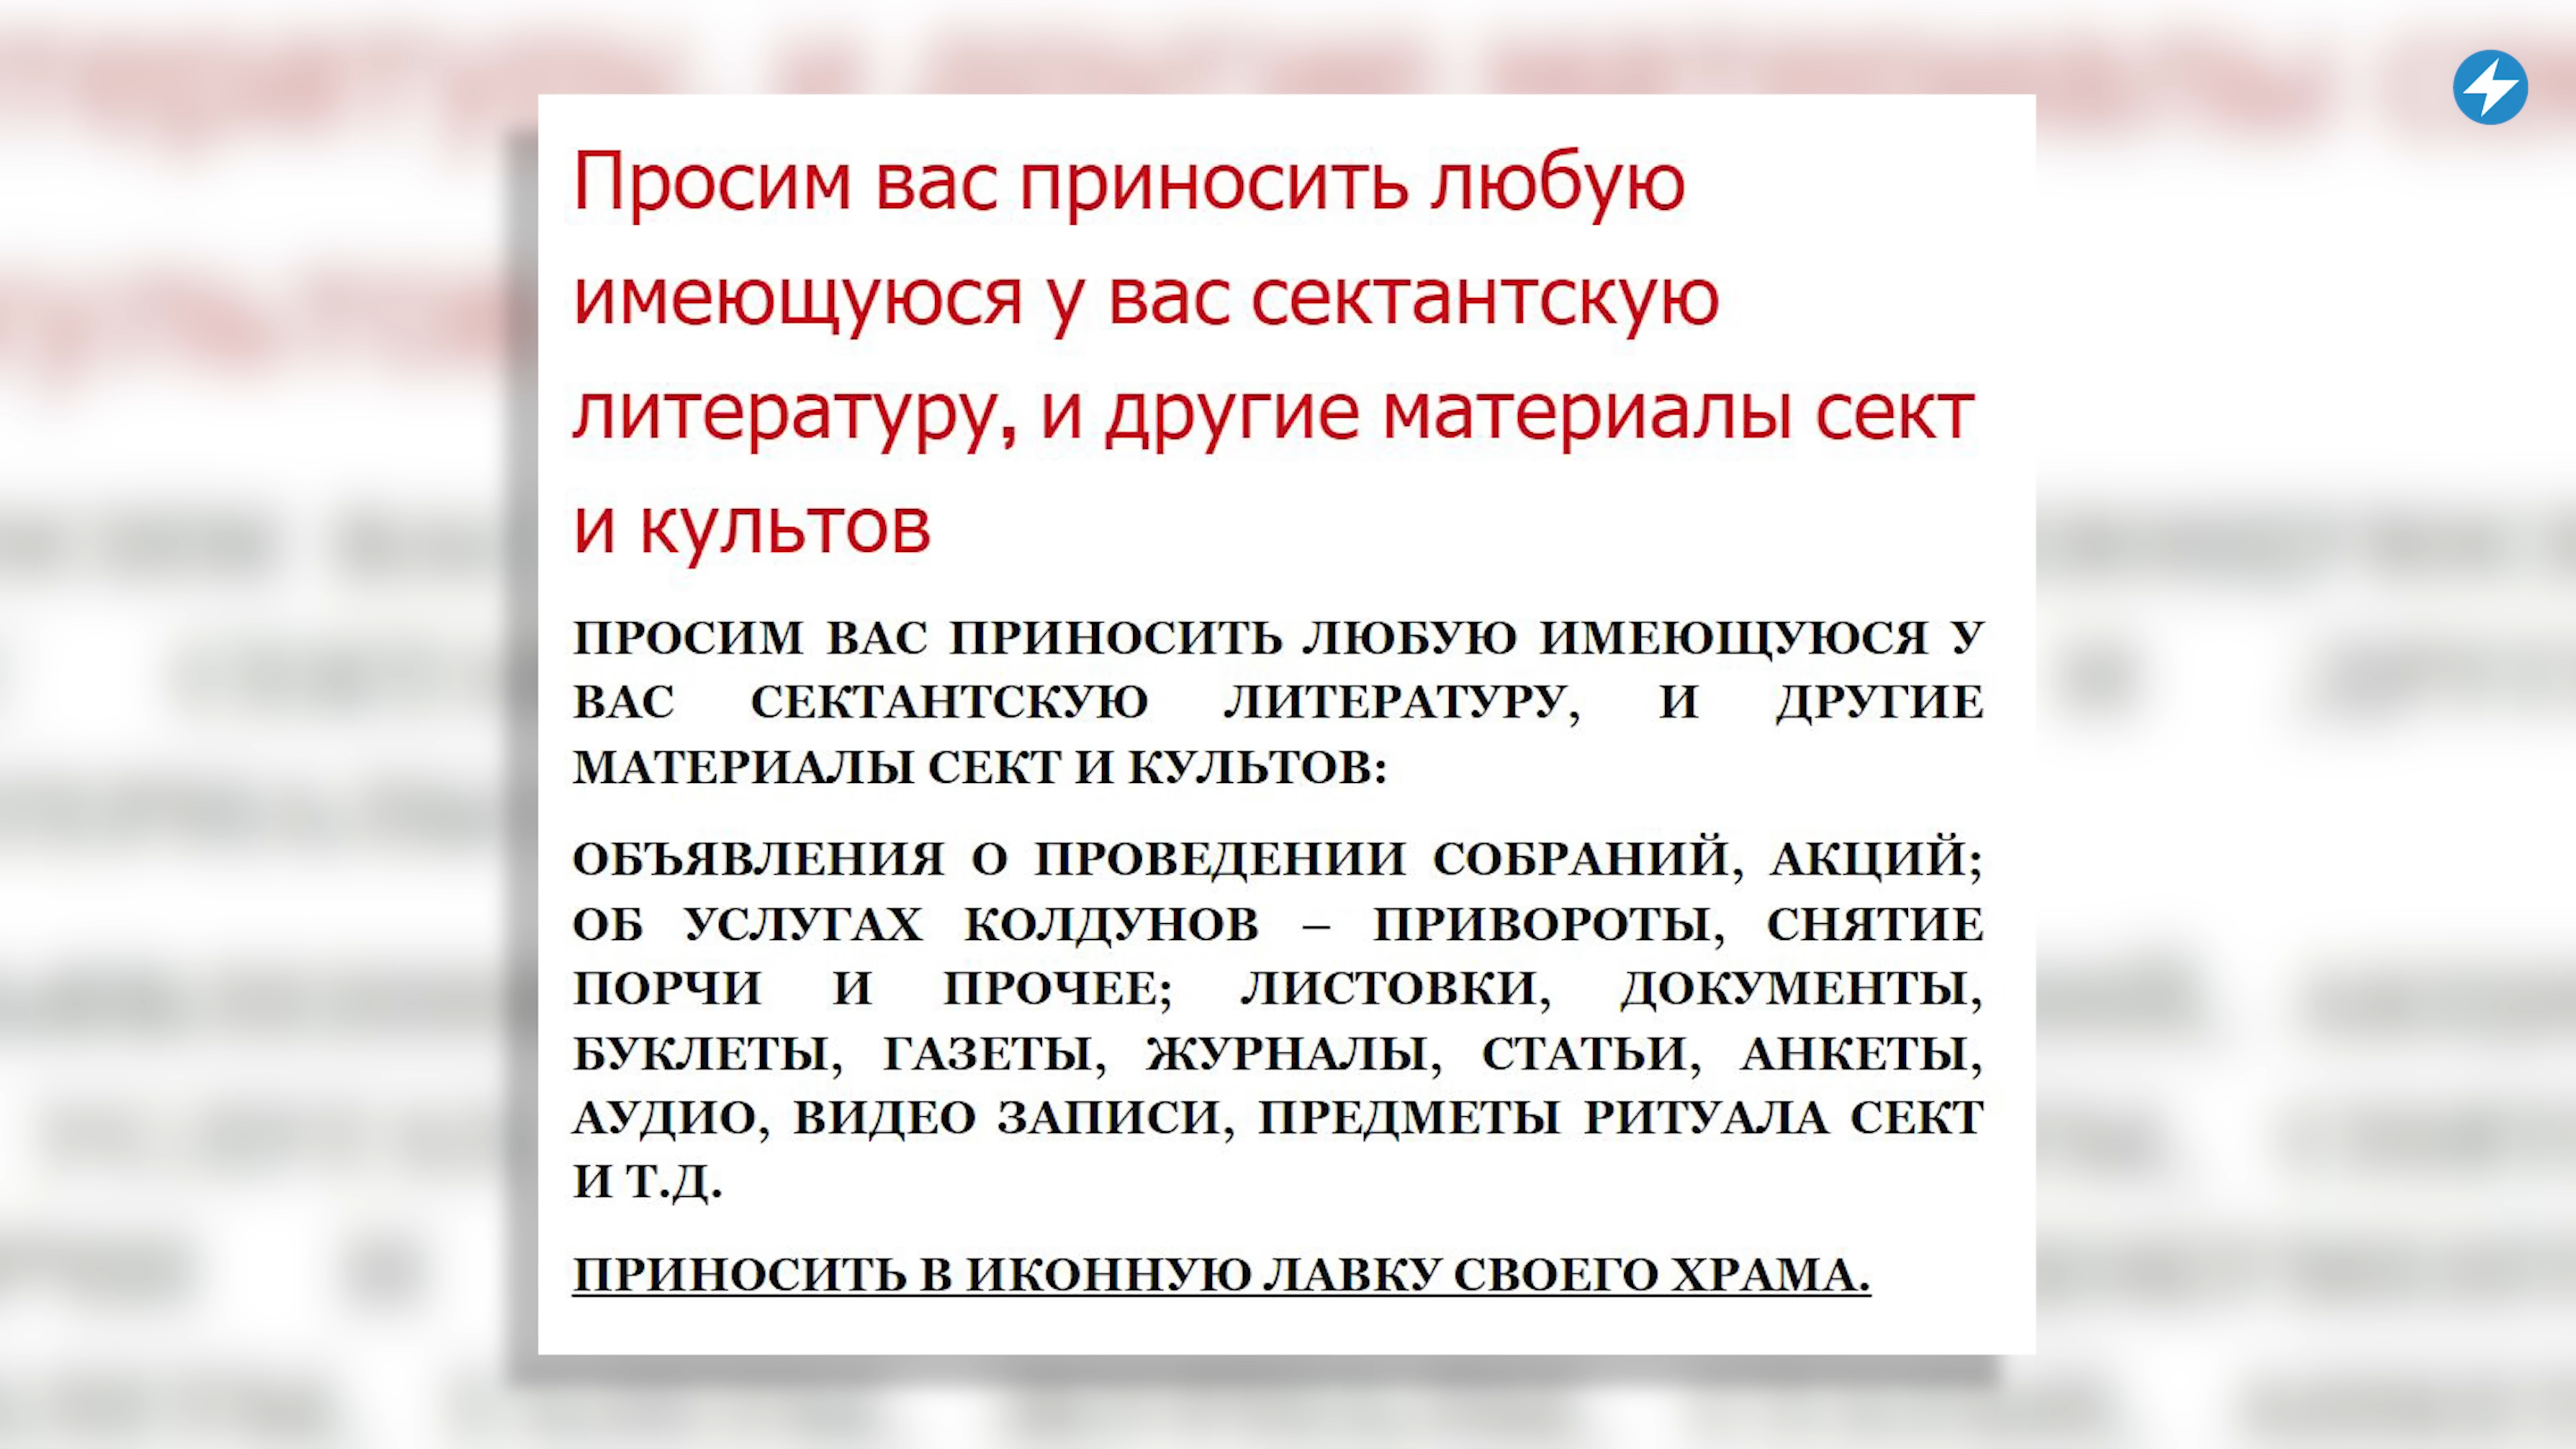 Просим вас приносить любую
имеющуюся у вас сектантскую
литературу, и другие материалы сект
и культов
ПРОСИМ ВАС ПРИНОСИТЬ ЛЮБУЮ ИМЕЮЩУЮСЯ У
ВАС СЕКТАНТСКУЮ ЛИТЕРАТУРУ, И ДРУГИЕ
МАТЕРИАЛЫ СЕКТ И КУЛЬТОВ:
ОБЪЯВЛЕНИЯ О ПРОВЕДЕНИИ СОБРАНИЙ, АКЦИЙ;
ОБ УСЛУГАХ КОЛДУНОВ – ПРИВОРОТЫ, СНЯТИЕ
ПОРЧИ И ПРОЧЕЕ; ЛИСТОВКИ, ДОКУМЕНТЫ,
БУКЛЕТЫ, ГАЗЕТЫ, ЖУРНАЛЫ, СТАТЬИ, АНКЕТЫ,
АУДИО, ВИДЕО ЗАПИСИ, ПРЕДМЕТЫ РИТУАЛА СЕКТ
И Т.Д.
ПРИНОСИТЬ В ИКОННУЮ ЛАВКУ СВОЕГО ХРАМА.